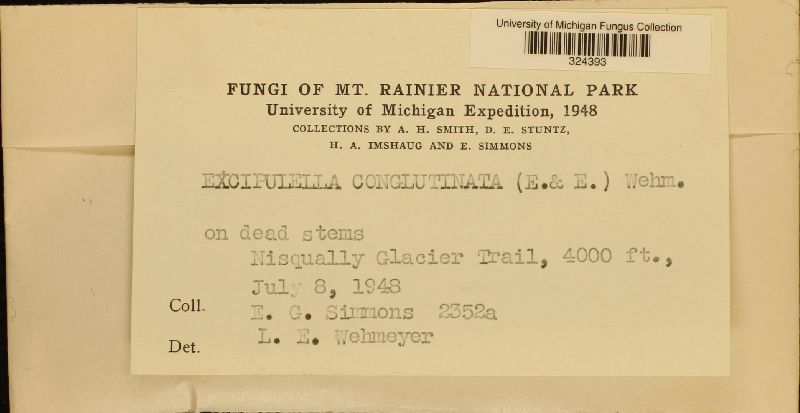 University of Michigan Fungus Collection
324393
FUNGI OF MT. RAINIER NATIONAL PARK
University of Michigan Expedition, 1948
COLLECTIONS BY A. H. SMITH, D. E. STUNTZ,
H. A. IMSHAUG AND E. SIMMONS
EXCIPULELLA CONGLUTINATA (E.& E.) Wehm.
on dead stems
Nisqually Glacier Trail, 4000 ft.,
July 8, 1948
Coll. E. G. Simmons 2352a
Det. L. E. Wehmeyer